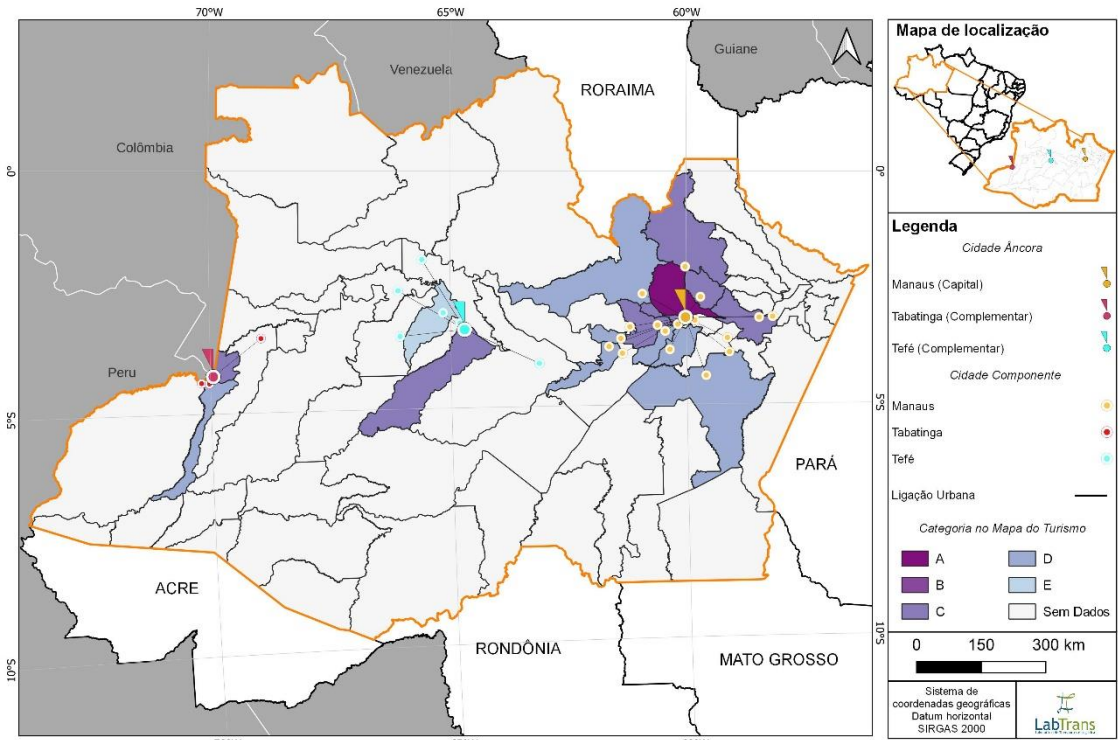 70°W
65°W
60°W
Venezuela
Guiane
RORAIMA
Colômbia
0°
0°
Peru
5°S
5°S
PARÁ
ACRE
RONDÔNIA
MATO GROSSO
10°S
10°S
Mapa de localização
Legenda
Cidade Âncora
Manaus (Capital)
Tabatinga (Complementar)
Tefé (Complementar)
Cidade Componente
Manaus
Tabatinga
Tefé
Ligação Urbana
Categoria no Mapa do Turismo
A
D
B
E
C
Sem Dados
0 150 300 km
Sistema de
coordenadas geográficas
Datum horizontal
SIRGAS 2000
LabTrans